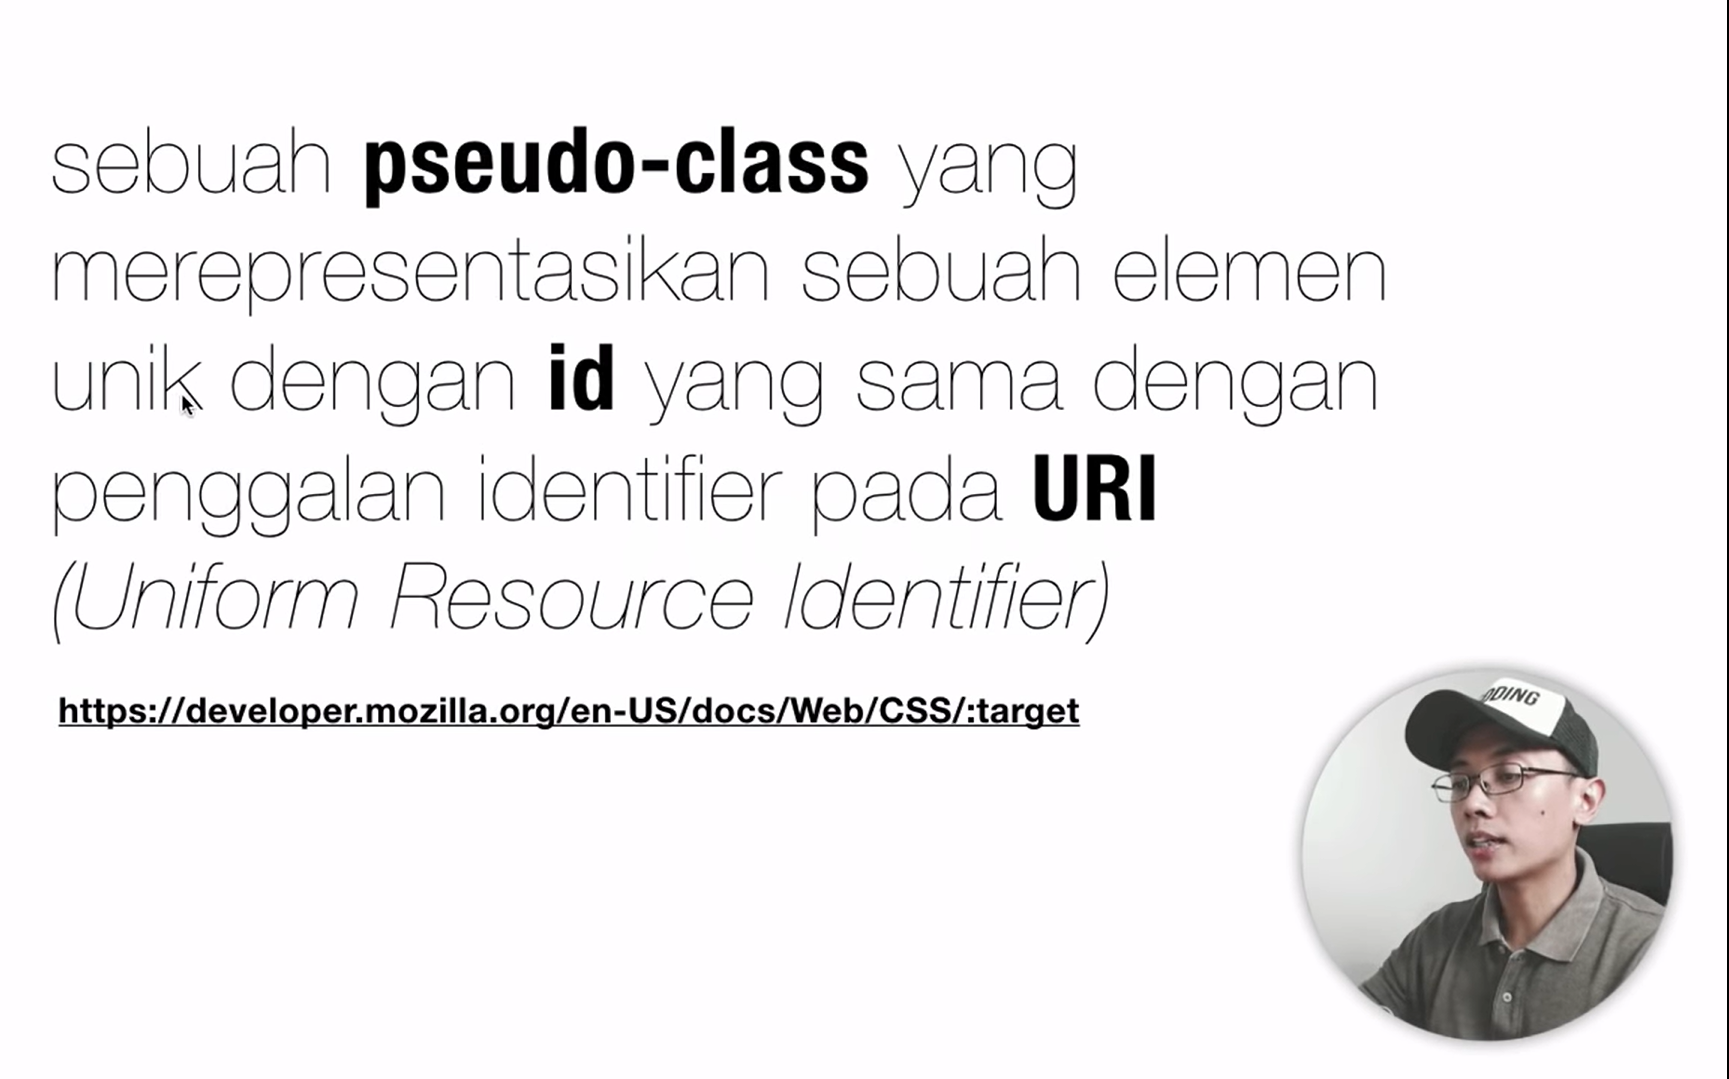 sebuah pseudo-class yang
merepresentasikan sebuah elemen
unik dengan id yang sama dengan
penggalan identifier pada URI
(Uniform Resource Identifier)
https://developer.mozilla.org/en-US/docs/Web/CSS/:target